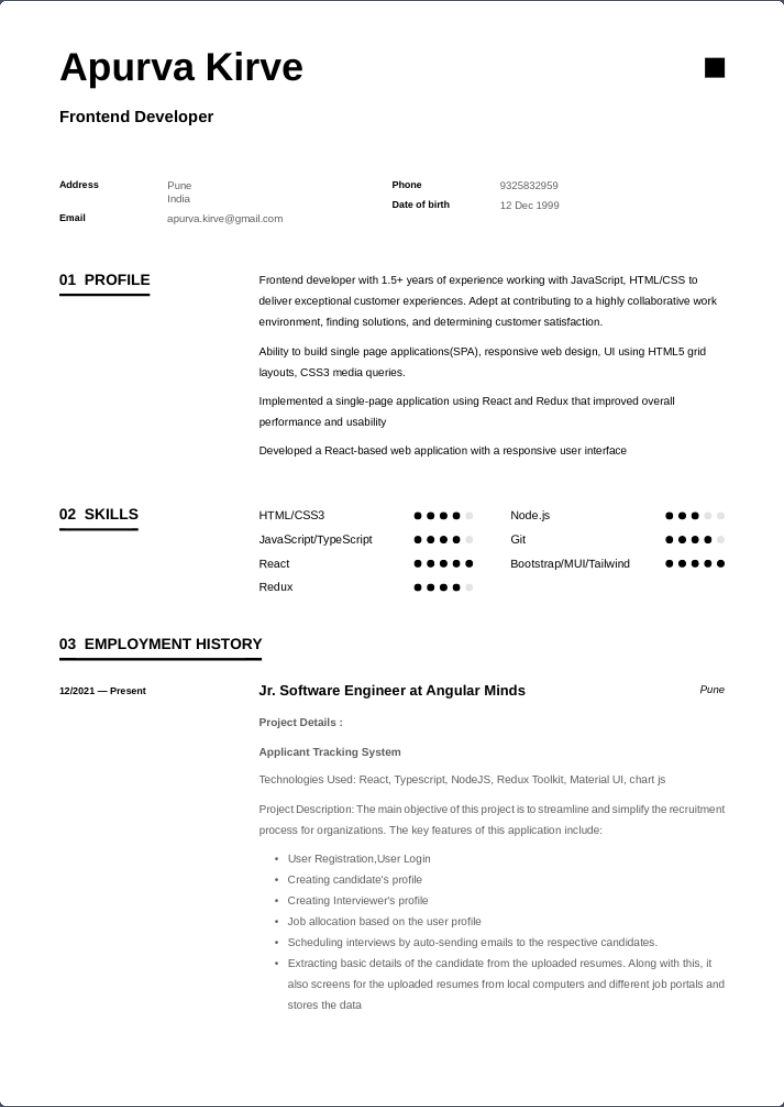 Apurva Kirve
Frontend Developer
Address
Pune
India
Email
apurva.kirve@gmail.com
Phone
9325832959
Date of birth
12 Dec 1999
01 PROFILE
Frontend developer with 1.5+ years of experience working with JavaScript, HTML/CSS to
deliver exceptional customer experiences. Adept at contributing to a highly collaborative work
environment, finding solutions, and determining customer satisfaction.
Ability to build single page applications(SPA), responsive web design, UI using HTML5 grid
layouts, CSS3 media queries.
Implemented a single-page application using React and Redux that improved overall
performance and usability
Developed a React-based web application with a responsive user interface
02 SKILLS
HTML/CSS3
JavaScript/TypeScript
React
Redux
Node.js
Git
Bootstrap/MUI/Tailwind
03 EMPLOYMENT HISTORY
12/2021 — Present
Jr. Software Engineer at Angular Minds
Pune
Project Details :
Applicant Tracking System
Technologies Used: React, Typescript, NodeJS, Redux Toolkit, Material UI, chart js
Project Description: The main objective of this project is to streamline and simplify the recruitment
process for organizations. The key features of this application include:
• User Registration,User Login
• Creating candidate's profile
• Creating Interviewer's profile
• Job allocation based on the user profile
• Scheduling interviews by auto-sending emails to the respective candidates.
• Extracting basic details of the candidate from the uploaded resumes. Along with this, it
also screens for the uploaded resumes from local computers and different job portals and
stores the data